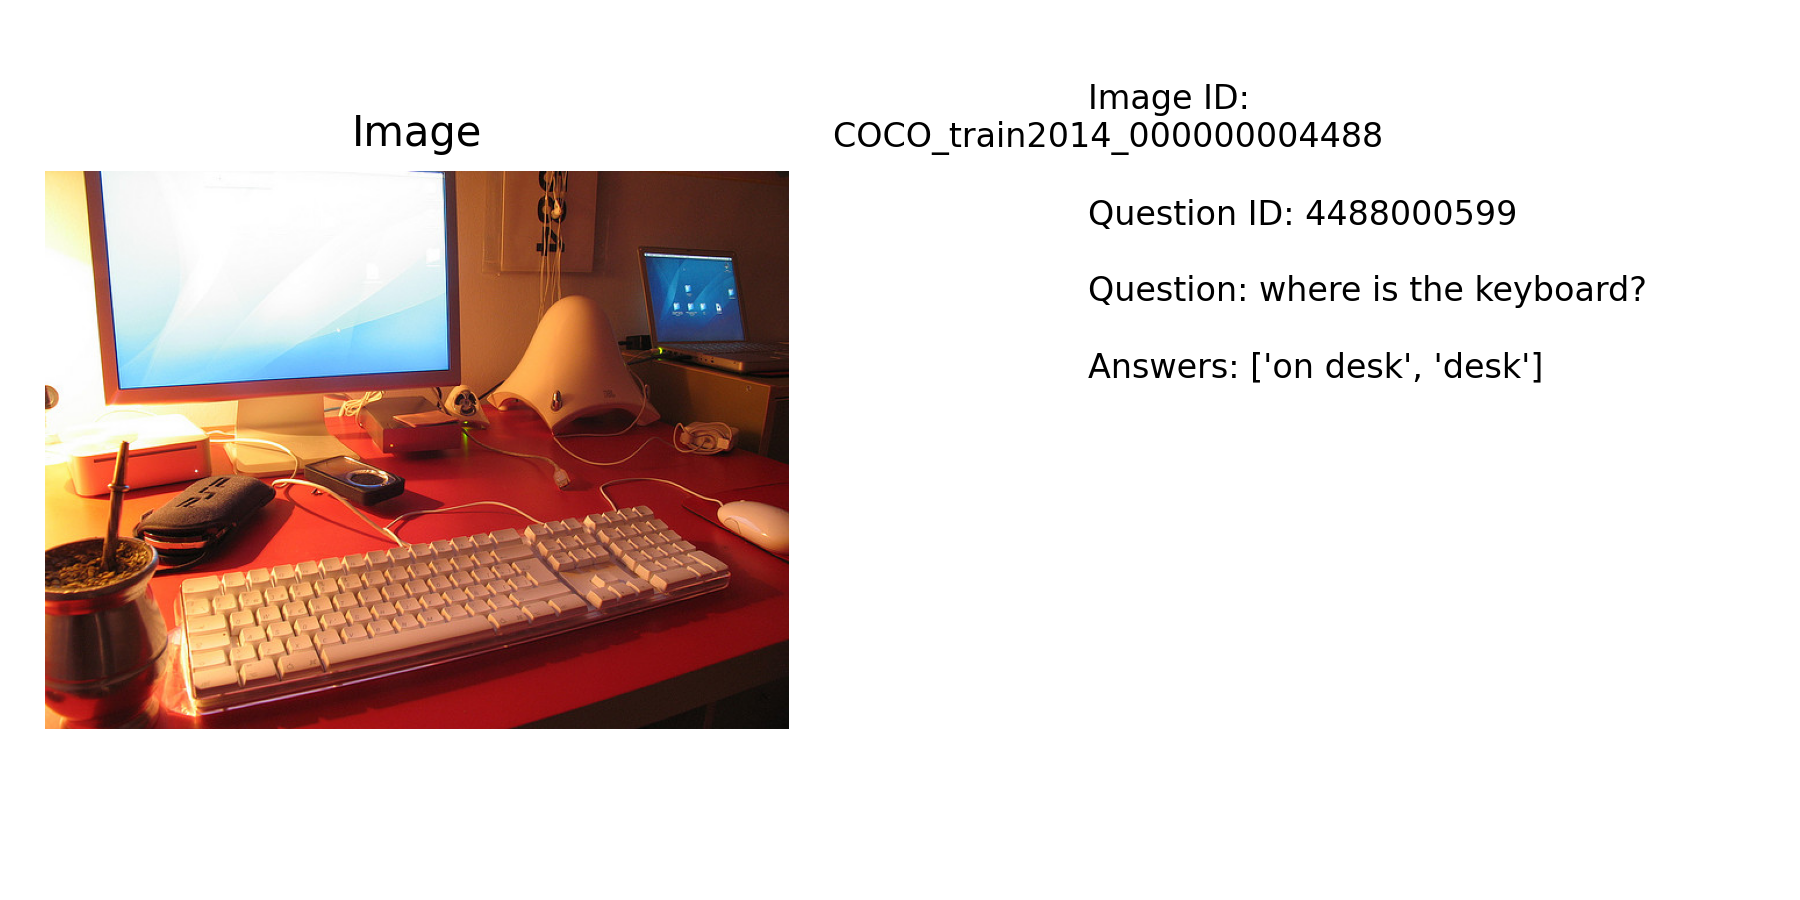 Image
Image ID:
COCO_train2014_000000004488
Question ID: 4488000599
Question: where is the keyboard?
Answers: ['on desk', 'desk']